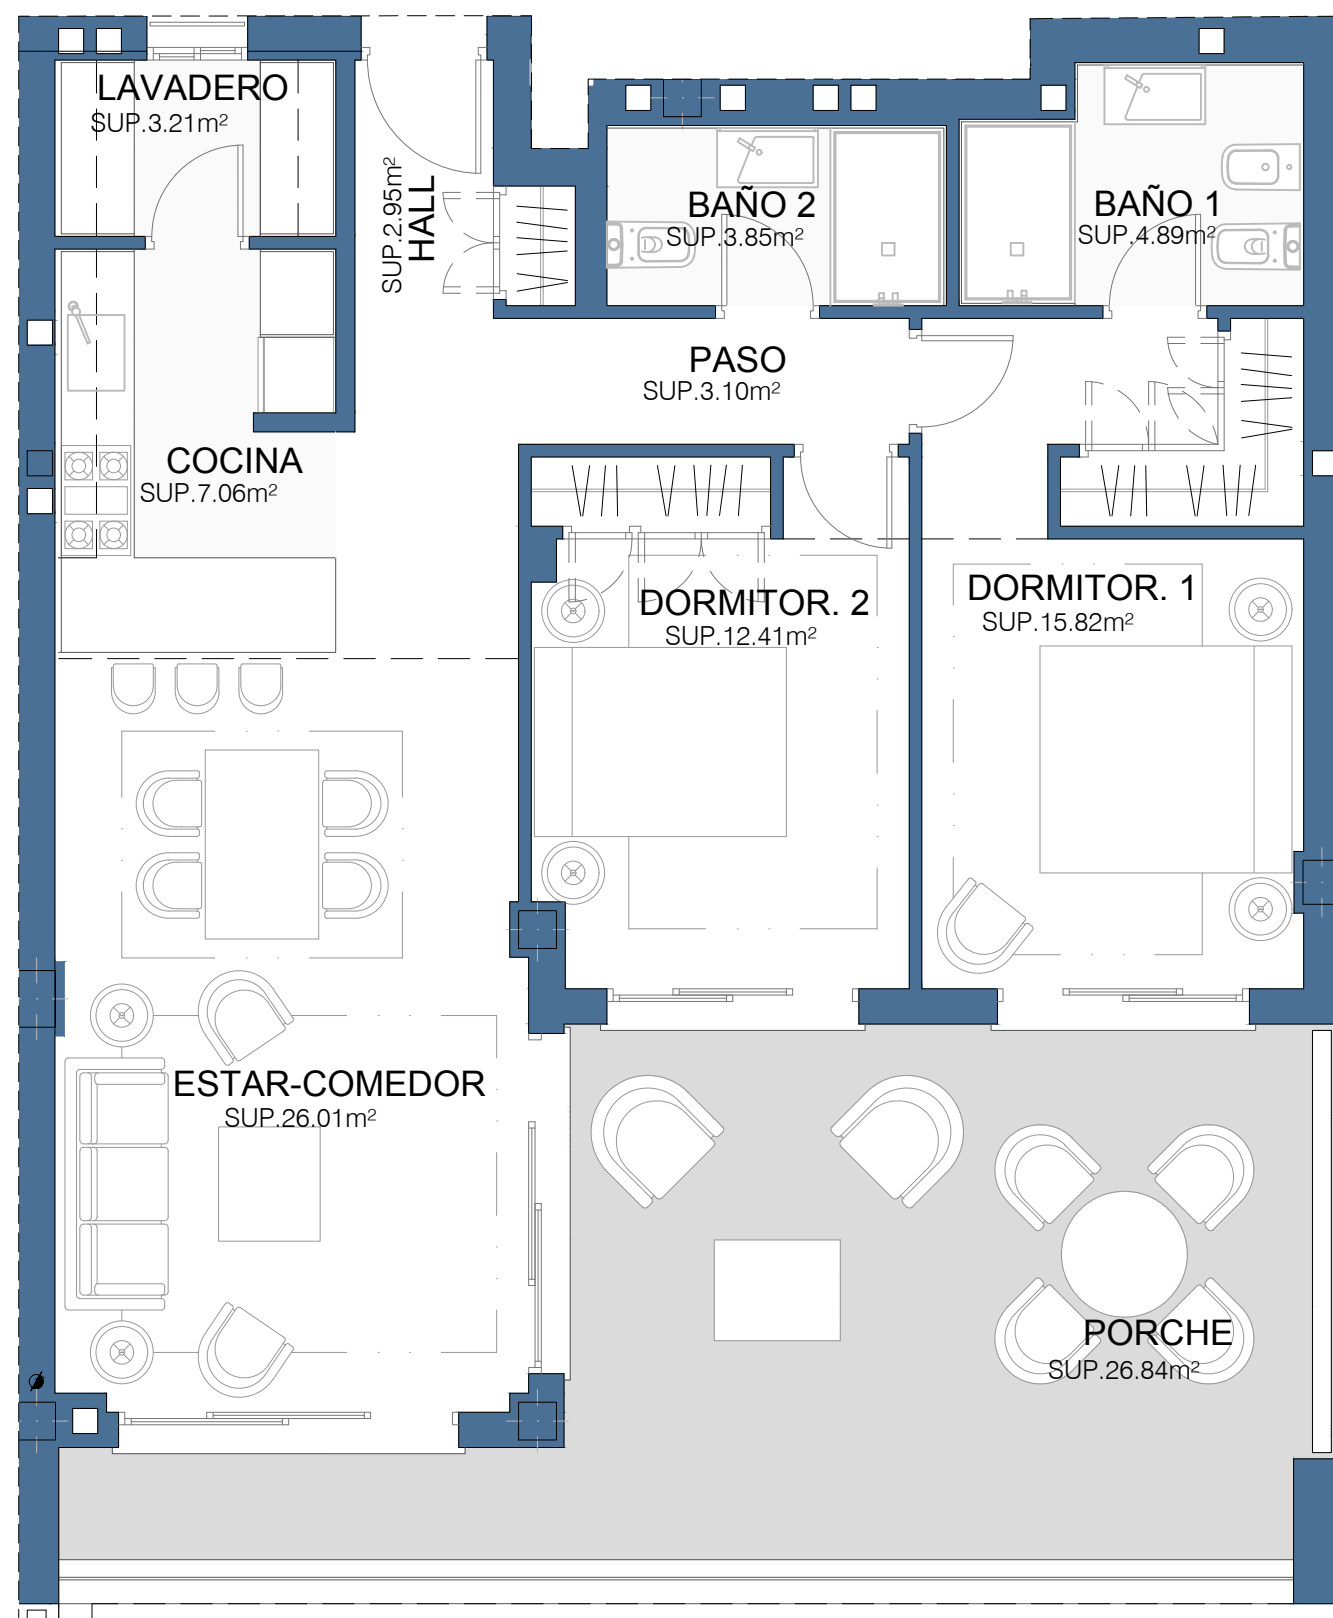 LAVADERO
SUP.3.21m²
SUP.2.95m²
HALL
BAÑO 2
SUP.3.85m²
BAÑO 1
SUP.4.89m²
PASO
SUP.3.10m²
COCINA
SUP.7.06m²
DORMITOR. 2
SUP.12.41m²
DORMITOR. 1
SUP.15.82m²
ESTAR-COMEDOR
SUP.26.01m²
PORCHE
SUP.26.84m²